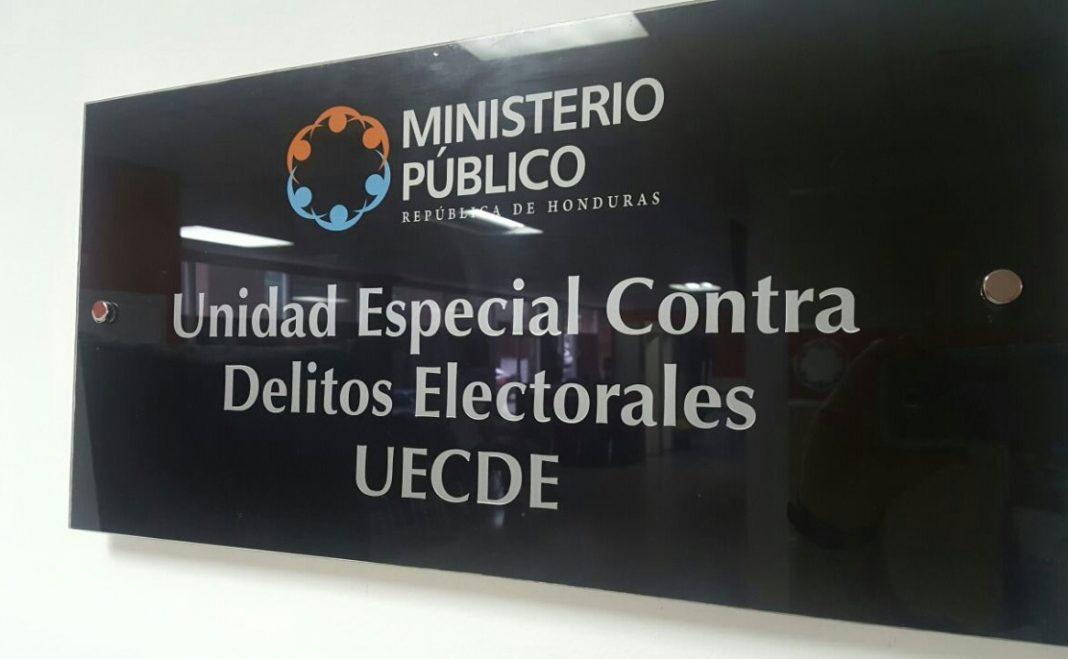 MINISTERIO
PÚBLICO
REPÚBLICA DE HONDURAS
Unidad Especial Contra
Delitos Electorales
UECDE